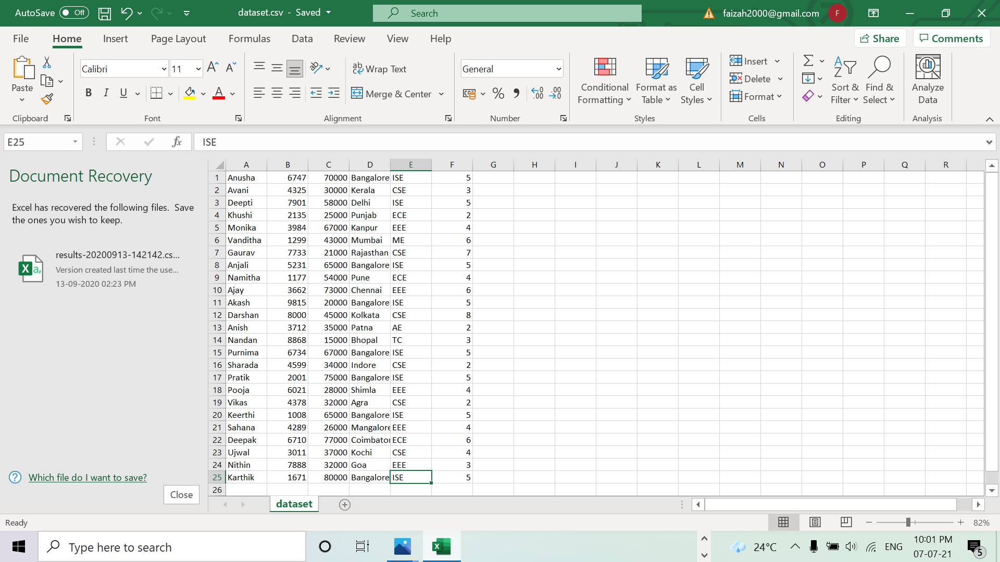 AutoSave Off dataset.csv - Saved Search faizah2000@gmail.com F
File Home Insert Page Layout Formulas Data Review View Help Share Comments
Paste
Clipboard
Calibri 11
B I U A
Font
ab Wrap Text
Merge & Center
Alignment
General
% .00 .00
Number
Conditional Formatting
Format as Table
Cell Styles
Styles
Insert
Delete
Format
Cells
Sort & Filter
Find & Select
Editing
Analyze Data
Analysis
E25 fx ISE
Document Recovery
Excel has recovered the following files. Save
the ones you wish to keep.
results-20200913-142142.cs...
Version created last time the use...
13-09-2020 02:23 PM
Which file do I want to save?
Close
A B C D E F G H I J K L M N O P Q R
1 Anusha 6747 70000 Bangalore ISE 5
2 Avani 4325 30000 Kerala CSE 3
3 Deepti 7901 58000 Delhi ISE 5
4 Khushi 2135 25000 Punjab ECE 2
5 Monika 3984 67000 Kanpur EEE 4
6 Vanditha 1299 43000 Mumbai ME 6
7 Gaurav 7733 21000 Rajasthan CSE 7
8 Anjali 5231 65000 Bangalore ISE 5
9 Namitha 1177 54000 Pune ECE 4
10 Ajay 3662 73000 Chennai EEE 6
11 Akash 9815 20000 Bangalore ISE 5
12 Darshan 8000 45000 Kolkata CSE 8
13 Anish 3712 35000 Patna AE 2
14 Nandan 8868 15000 Bhopal TC 3
15 Purnima 6734 67000 Bangalore ISE 5
16 Sharada 4599 34000 Indore CSE 2
17 Pratik 2001 75000 Bangalore ISE 5
18 Pooja 6021 28000 Shimla EEE 4
19 Vikas 4378 32000 Agra CSE 2
20 Keerthi 1008 65000 Bangalore ISE 5
21 Sahana 4289 26000 Mangalore EEE 4
22 Deepak 6710 77000 Coimbator ECE 6
23 Ujwal 3011 37000 Kochi CSE 4
24 Nithin 7888 32000 Goa EEE 3
25 Karthik 1671 80000 Bangalore ISE 5
26
dataset
Ready 82%
Type here to search 24°C ENG 10:01 PM
07-07-21 5